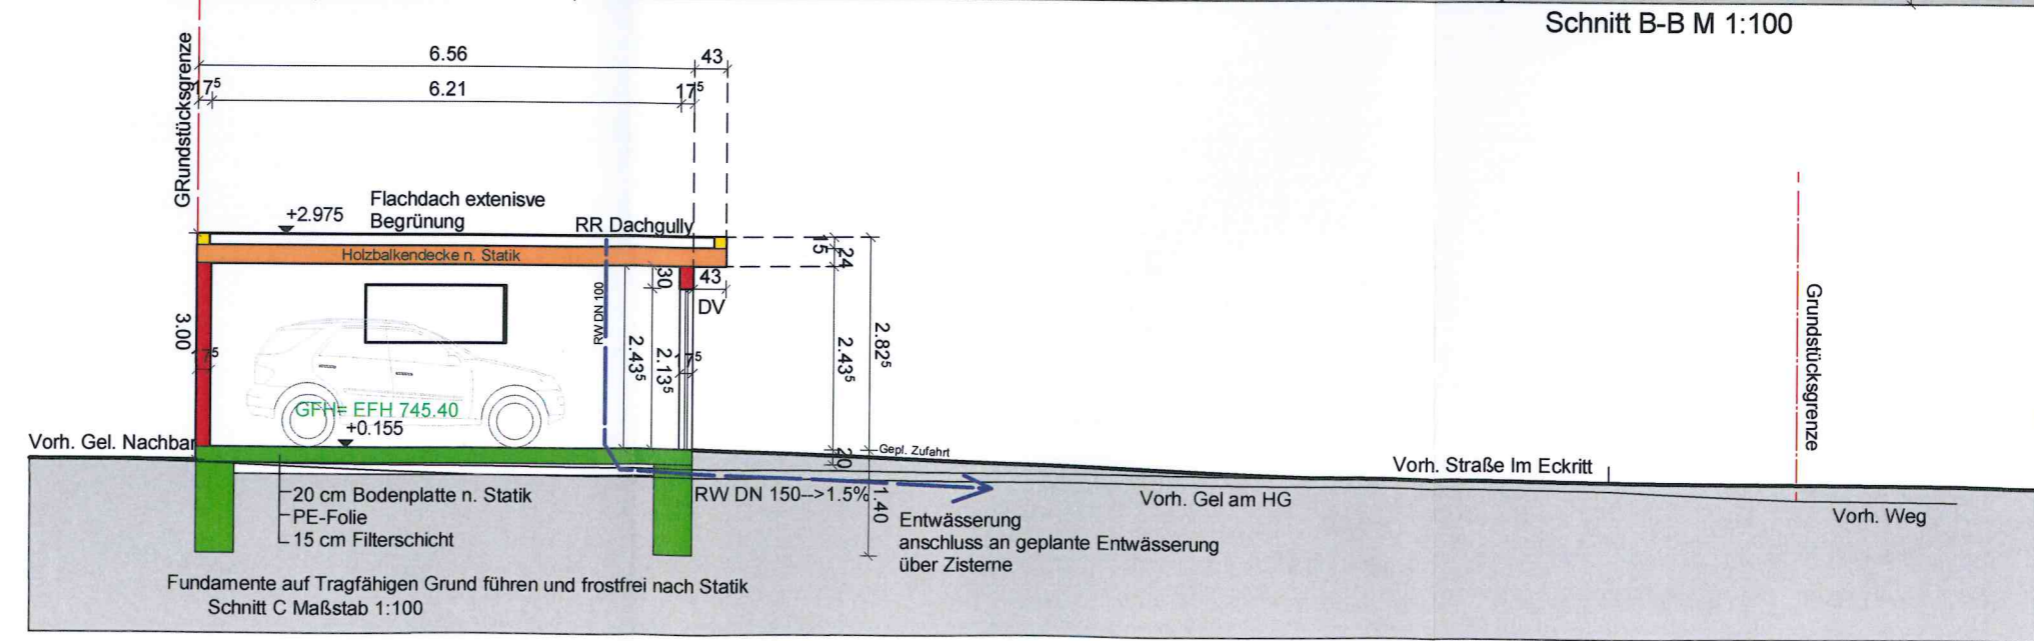 Schnitt B-B M 1:100
GRundstücksgrenze
6.56
43
17⁵
6.21
17⁵
+2.975
Flachdach extenisve
Begrünung
RR Dachgully
Holzbalkendecke n. Statik
15
24
30
43
DV
RW DN 100
3.00
17⁵
2.43⁵
2.13⁵
17⁵
2.43⁵
2.82⁵
Grundstücksgrenze
GFH= EFH 745.40
+0.155
Vorh. Gel. Nachbar
Gepl. Zufahrt
20
Vorh. Straße Im Eckritt
20 cm Bodenplatte n. Statik
PE-Folie
15 cm Filterschicht
RW DN 150-->1.5%
1.40
Vorh. Gel am HG
Vorh. Weg
Entwässerung
anschluss an geplante Entwässerung
über Zisterne
Fundamente auf Tragfähigen Grund führen und frostfrei nach Statik
Schnitt C Maßstab 1:100